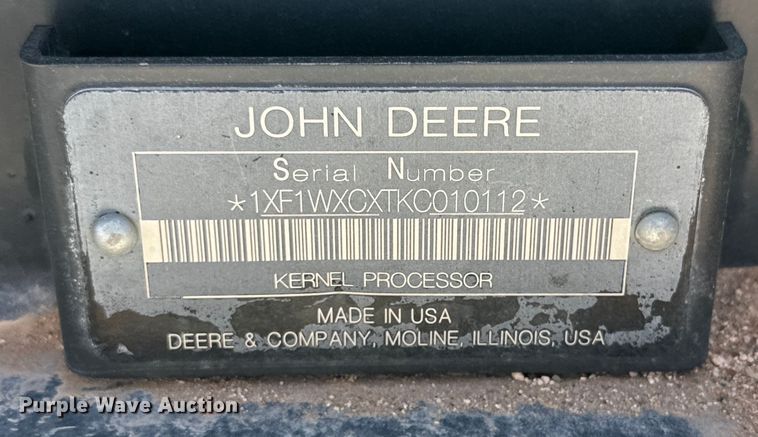 JOHN DEERE
Serial Number
*1XF1WXCXTKC010112*
KERNEL PROCESSOR
MADE IN USA
DEERE & COMPANY, MOLINE, ILLINOIS, USA
Purple Wave Auction